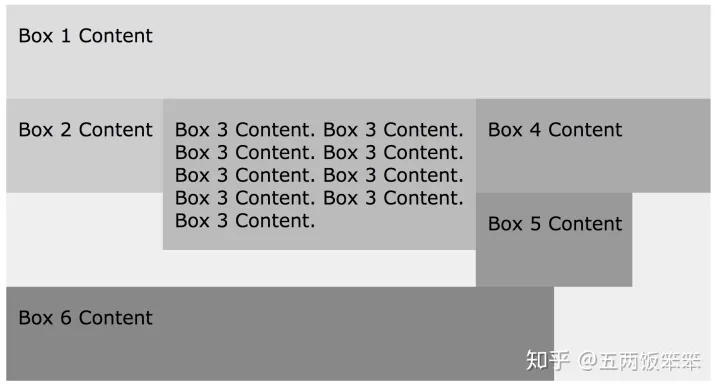 Box 1 Content
Box 2 Content
Box 3 Content. Box 3 Content.
Box 3 Content. Box 3 Content.
Box 3 Content. Box 3 Content.
Box 3 Content. Box 3 Content.
Box 3 Content.
Box 4 Content
Box 5 Content
Box 6 Content
知乎 @五两饭笨笨